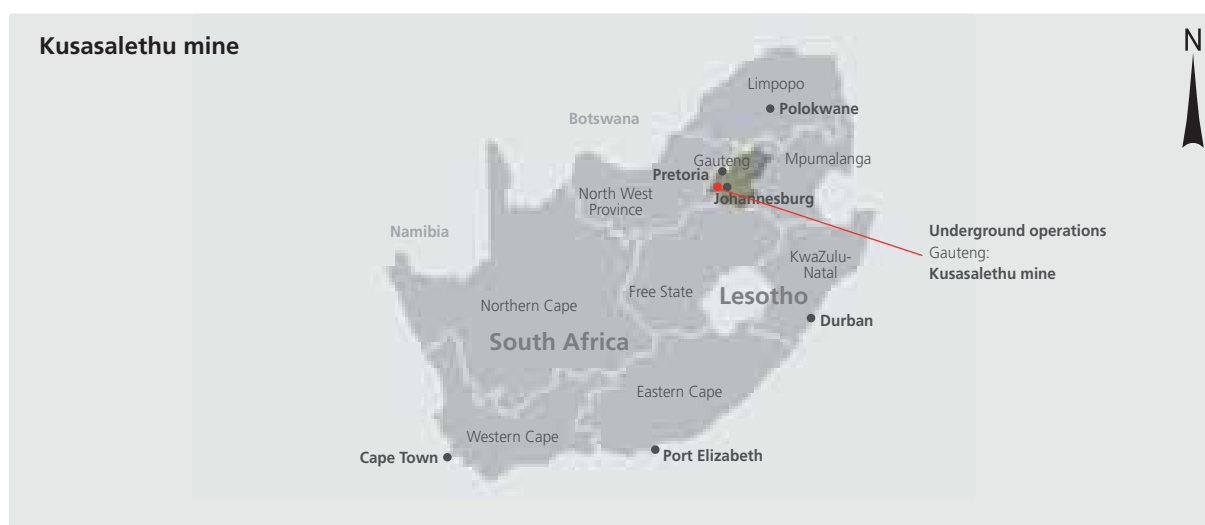 Kusasalethu mine
N
Limpopo
Polokwane
Botswana
Gauteng
Mpumalanga
Pretoria
North West
Province
Johannesburg
Namibia
Underground operations
Gauteng:
Kusasalethu mine
KwaZulu-
Natal
Free State
Lesotho
Northern Cape
Durban
South Africa
Eastern Cape
Western Cape
Cape Town
Port Elizabeth